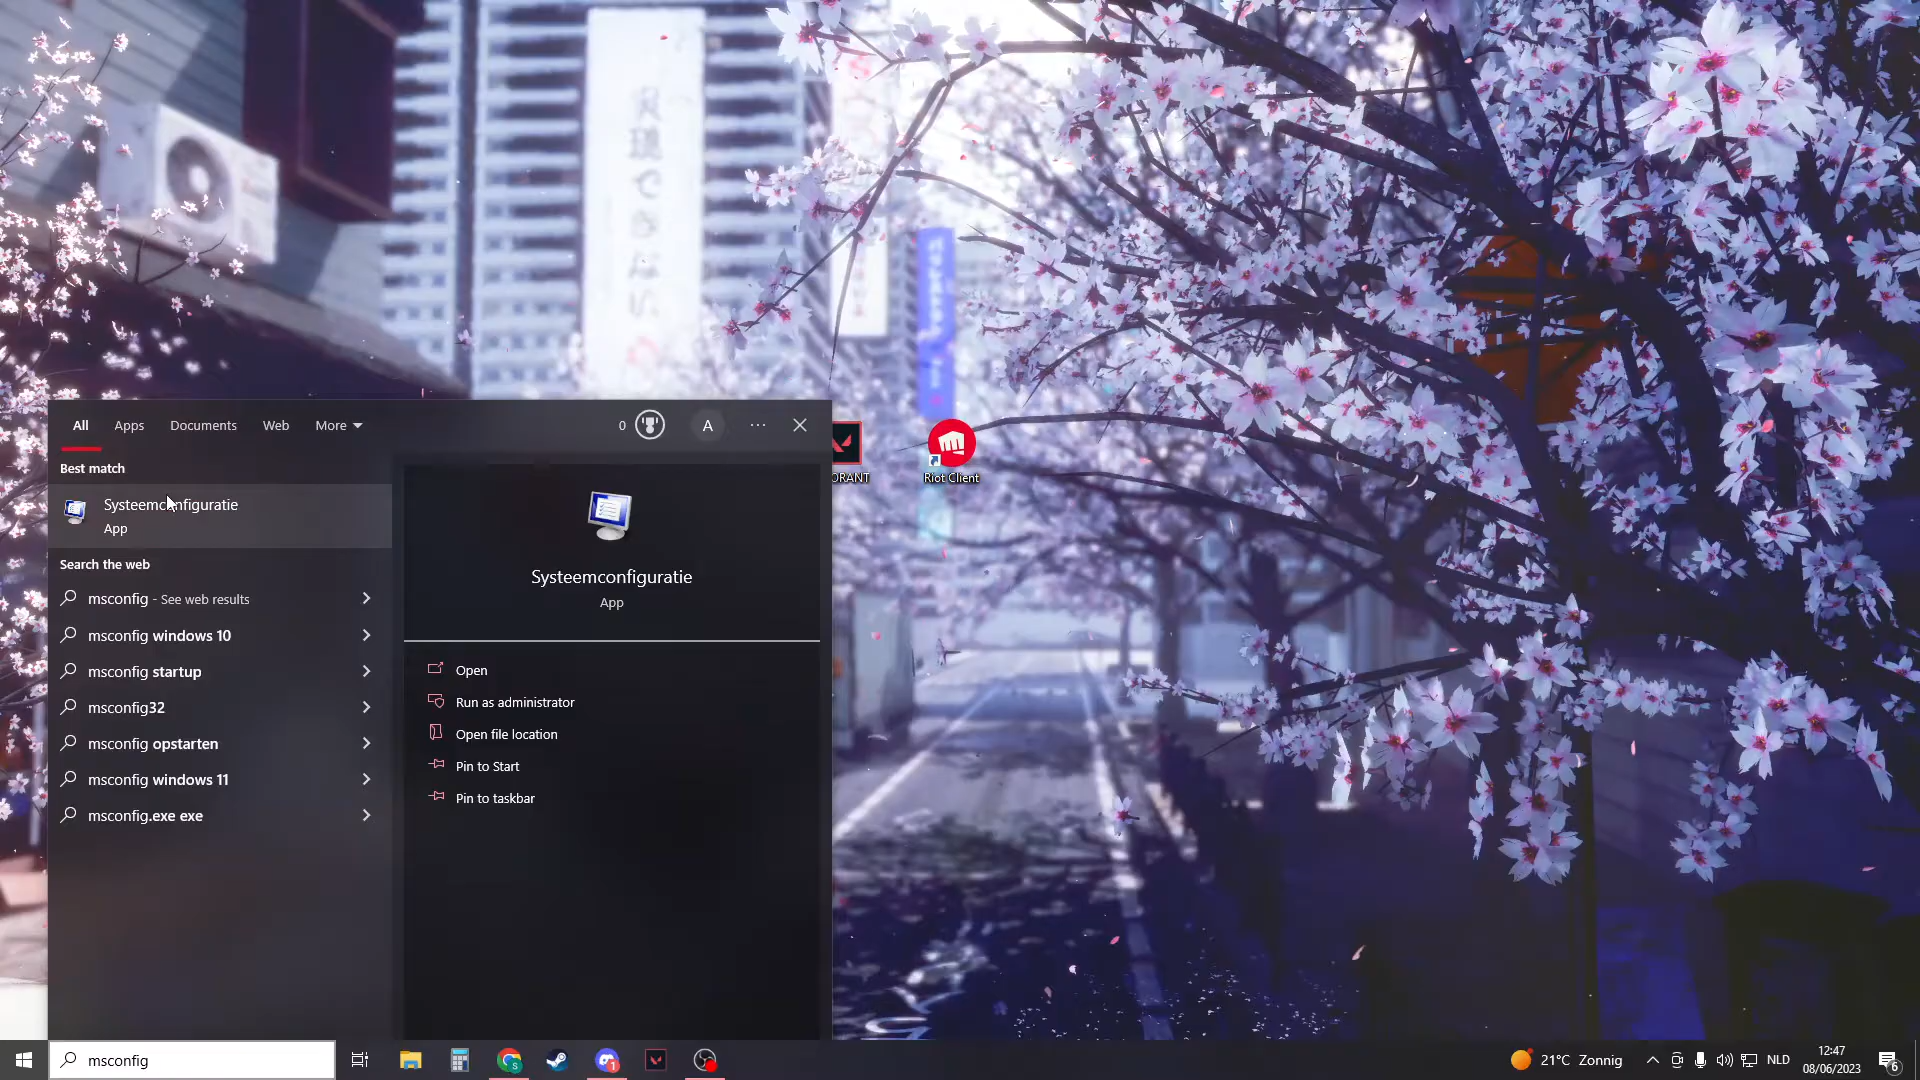 All
Apps
Documents
Web
More
0
A
Best match
Systeemconfiguratie
App
Search the web
msconfig - See web results
msconfig windows 10
msconfig startup
msconfig32
msconfig opstarten
msconfig windows 11
msconfig.exe exe
Systeemconfiguratie
App
Open
Run as administrator
Open file location
Pin to Start
Pin to taskbar
ORANT
Riot Client
msconfig
S
1
21°C Zonnig
NLD
12:47
08/06/2023
6